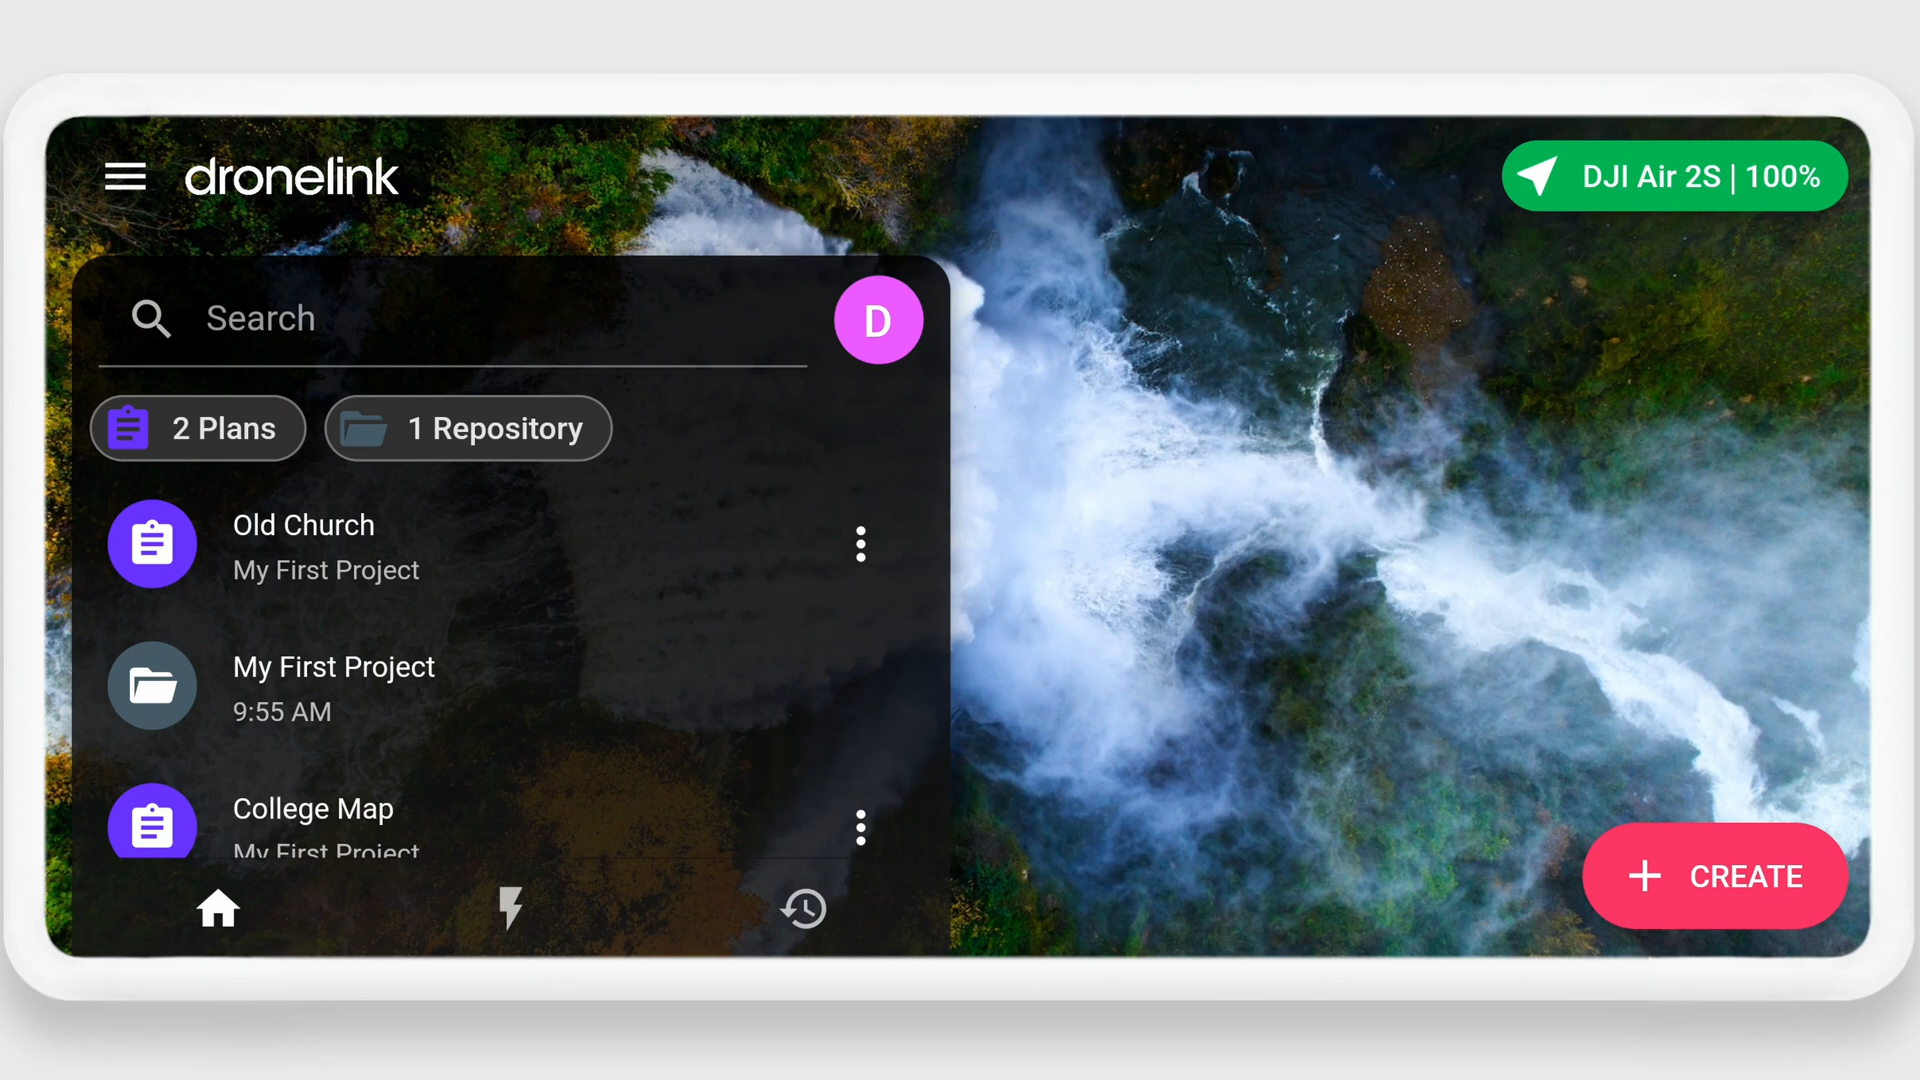 dronelink
DJI Air 2S | 100%
Search
D
2 Plans
1 Repository
Old Church
My First Project
My First Project
9:55 AM
College Map
My First Project
CREATE